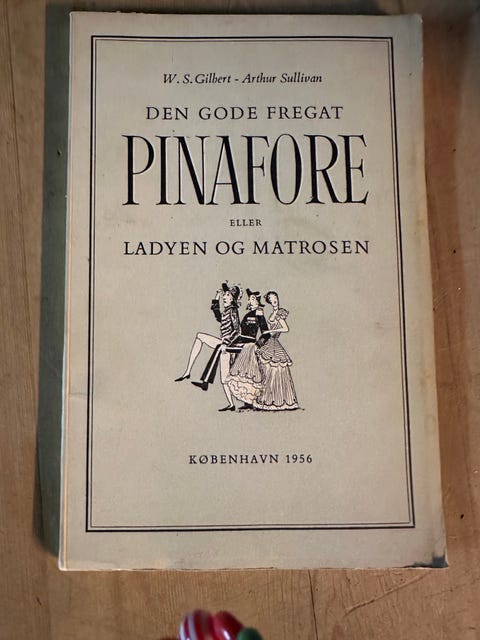 W. S. Gilbert - Arthur Sullivan
DEN GODE FREGAT
PINAFORE
ELLER
LADYEN OG MATROSEN
KØBENHAVN 1956